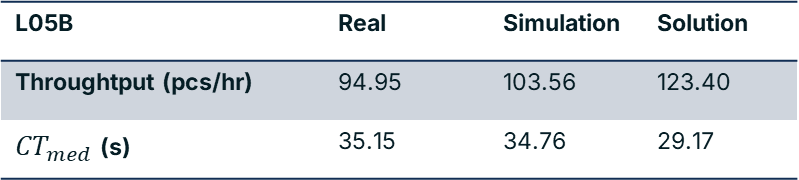 L05B Real Simulation Solution
Throughtput (pcs/hr) 94.95 103.56 123.40
CTmed (s) 35.15 34.76 29.17